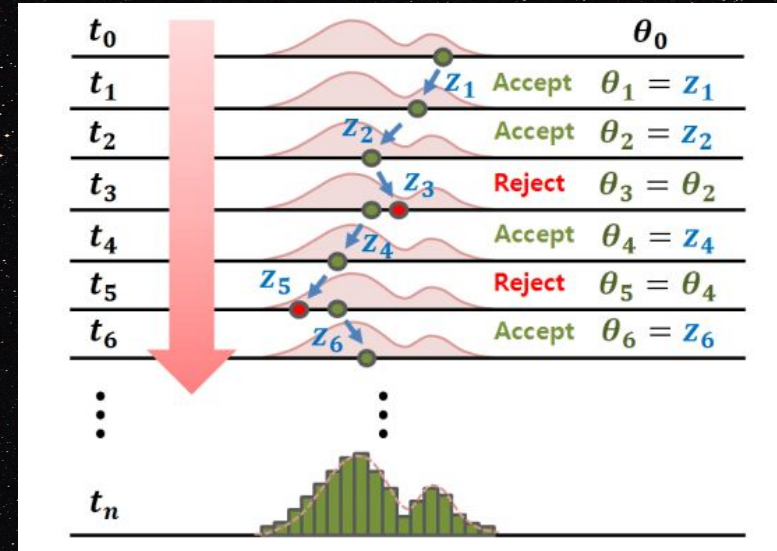 t₀ θ₀
t₁ z₁ Accept θ₁ = z₁
t₂ z₂ Accept θ₂ = z₂
t₃ z₃ Reject θ₃ = θ₂
t₄ z₄ Accept θ₄ = z₄
t₅ z₅ Reject θ₅ = θ₄
t₆ z₆ Accept θ₆ = z₆
⋮ ⋮
tₙ